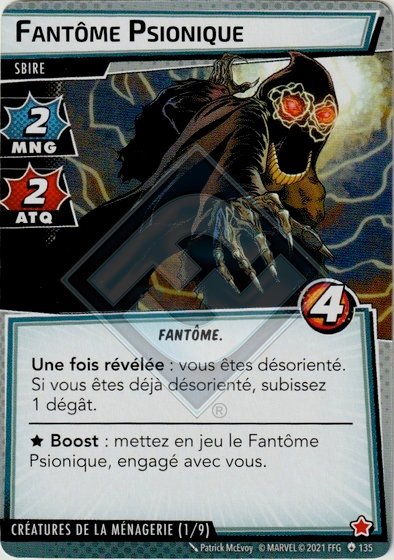 Fantôme Psionique
SBIRE
2
MNG
2
ATQ
4
FANTÔME.
Une fois révélée : vous êtes désorienté.
Si vous êtes déjà désorienté, subissez
1 dégât.
★ Boost : mettez en jeu le Fantôme
Psionique, engagé avec vous.
CRÉATURES DE LA MÉNAGERIE (1/9)
Patrick McEvoy © MARVEL © 2021 FFG 135
®